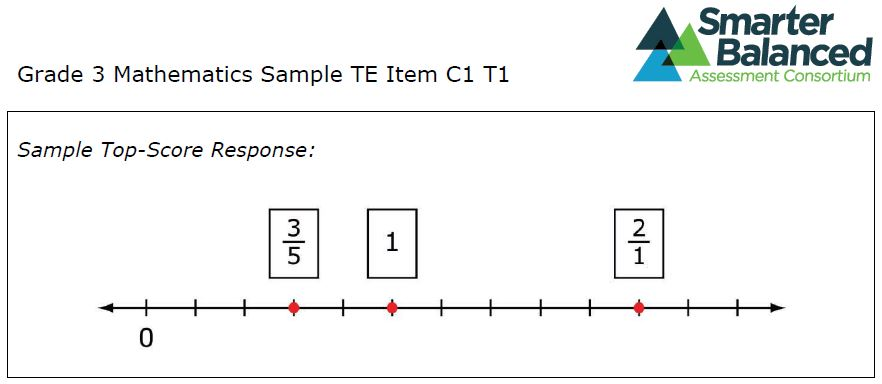 Smarter
Balanced
Assessment Consortium
Grade 3 Mathematics Sample TE Item C1 T1
Sample Top-Score Response:
3/5 1 2/1
0